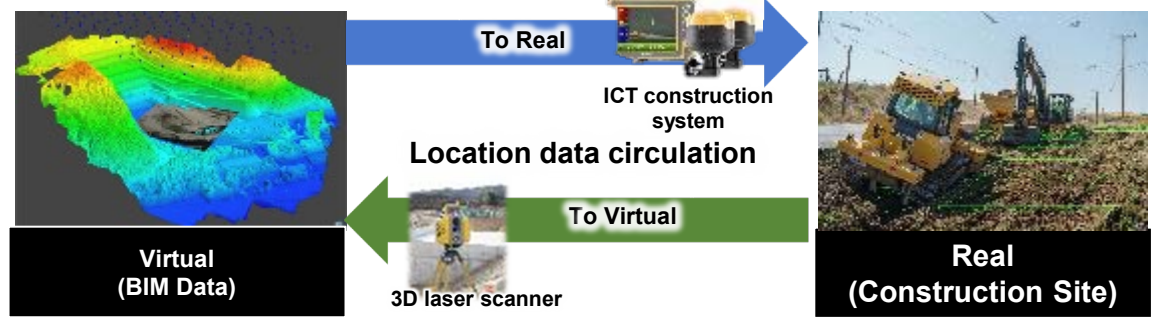 To Real
ICT construction
system
Location data circulation
To Virtual
3D laser scanner
Virtual
(BIM Data)
Real
(Construction Site)